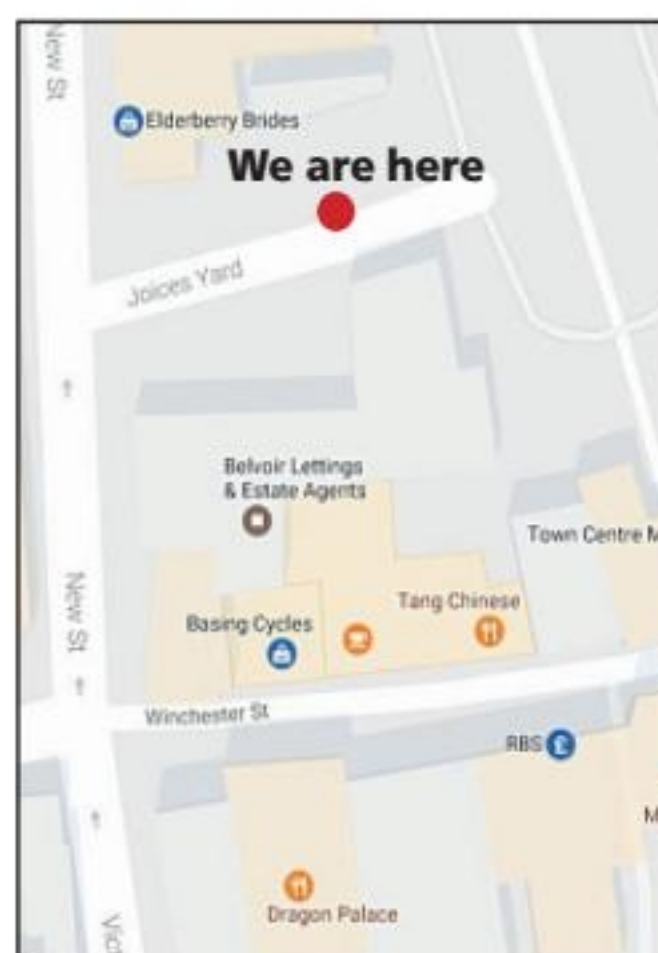 New St
Elderberry Brides
We are here
Joices Yard
Belvoir Lettings
& Estate Agents
Town Centre M
New St
Tang Chinese
Basing Cycles
Winchester St
RBS
M
Dragon Palace
Vict